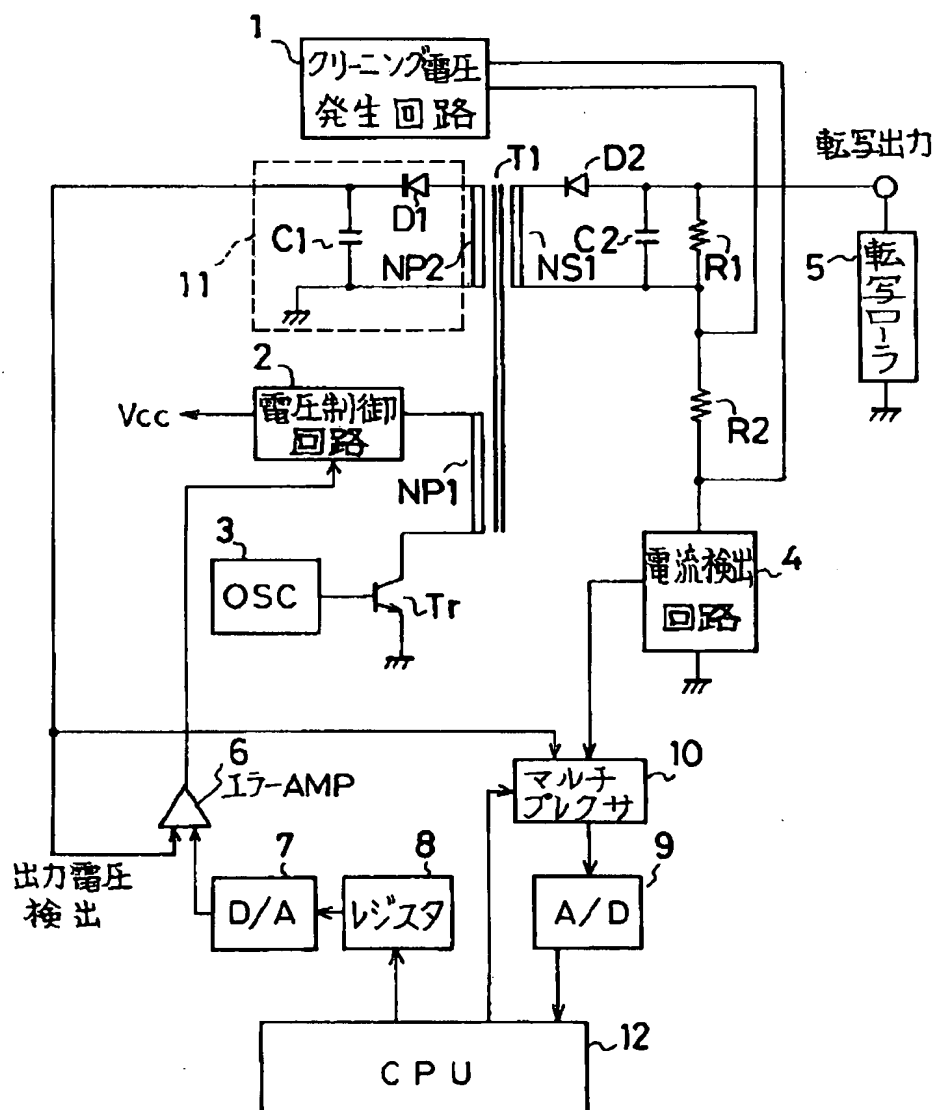 1
クリーニング電圧
発生回路
転写出力
T1
D2
D1
C1
NP2
11
C2
NS1
R1
5
転写ローラ
2
電圧制御
回路
Vcc
R2
NP1
3
OSC
Tr
電流検出
回路
4
6
エラーAMP
10
マルチ
プレクサ
出力電圧
検出
7
D/A
8
レジスタ
9
A/D
12
CPU